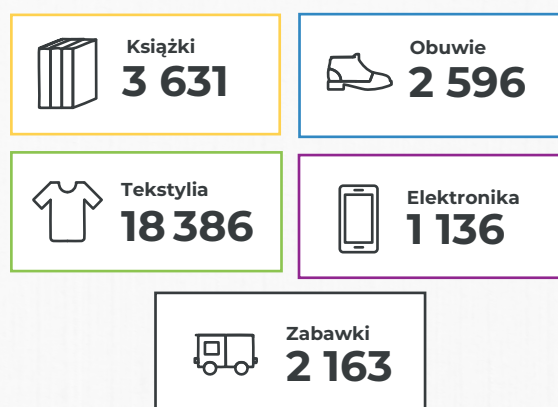 Książki
3 631
Obuwie
2 596
Tekstylia
18 386
Elektronika
1 136
Zabawki
2 163